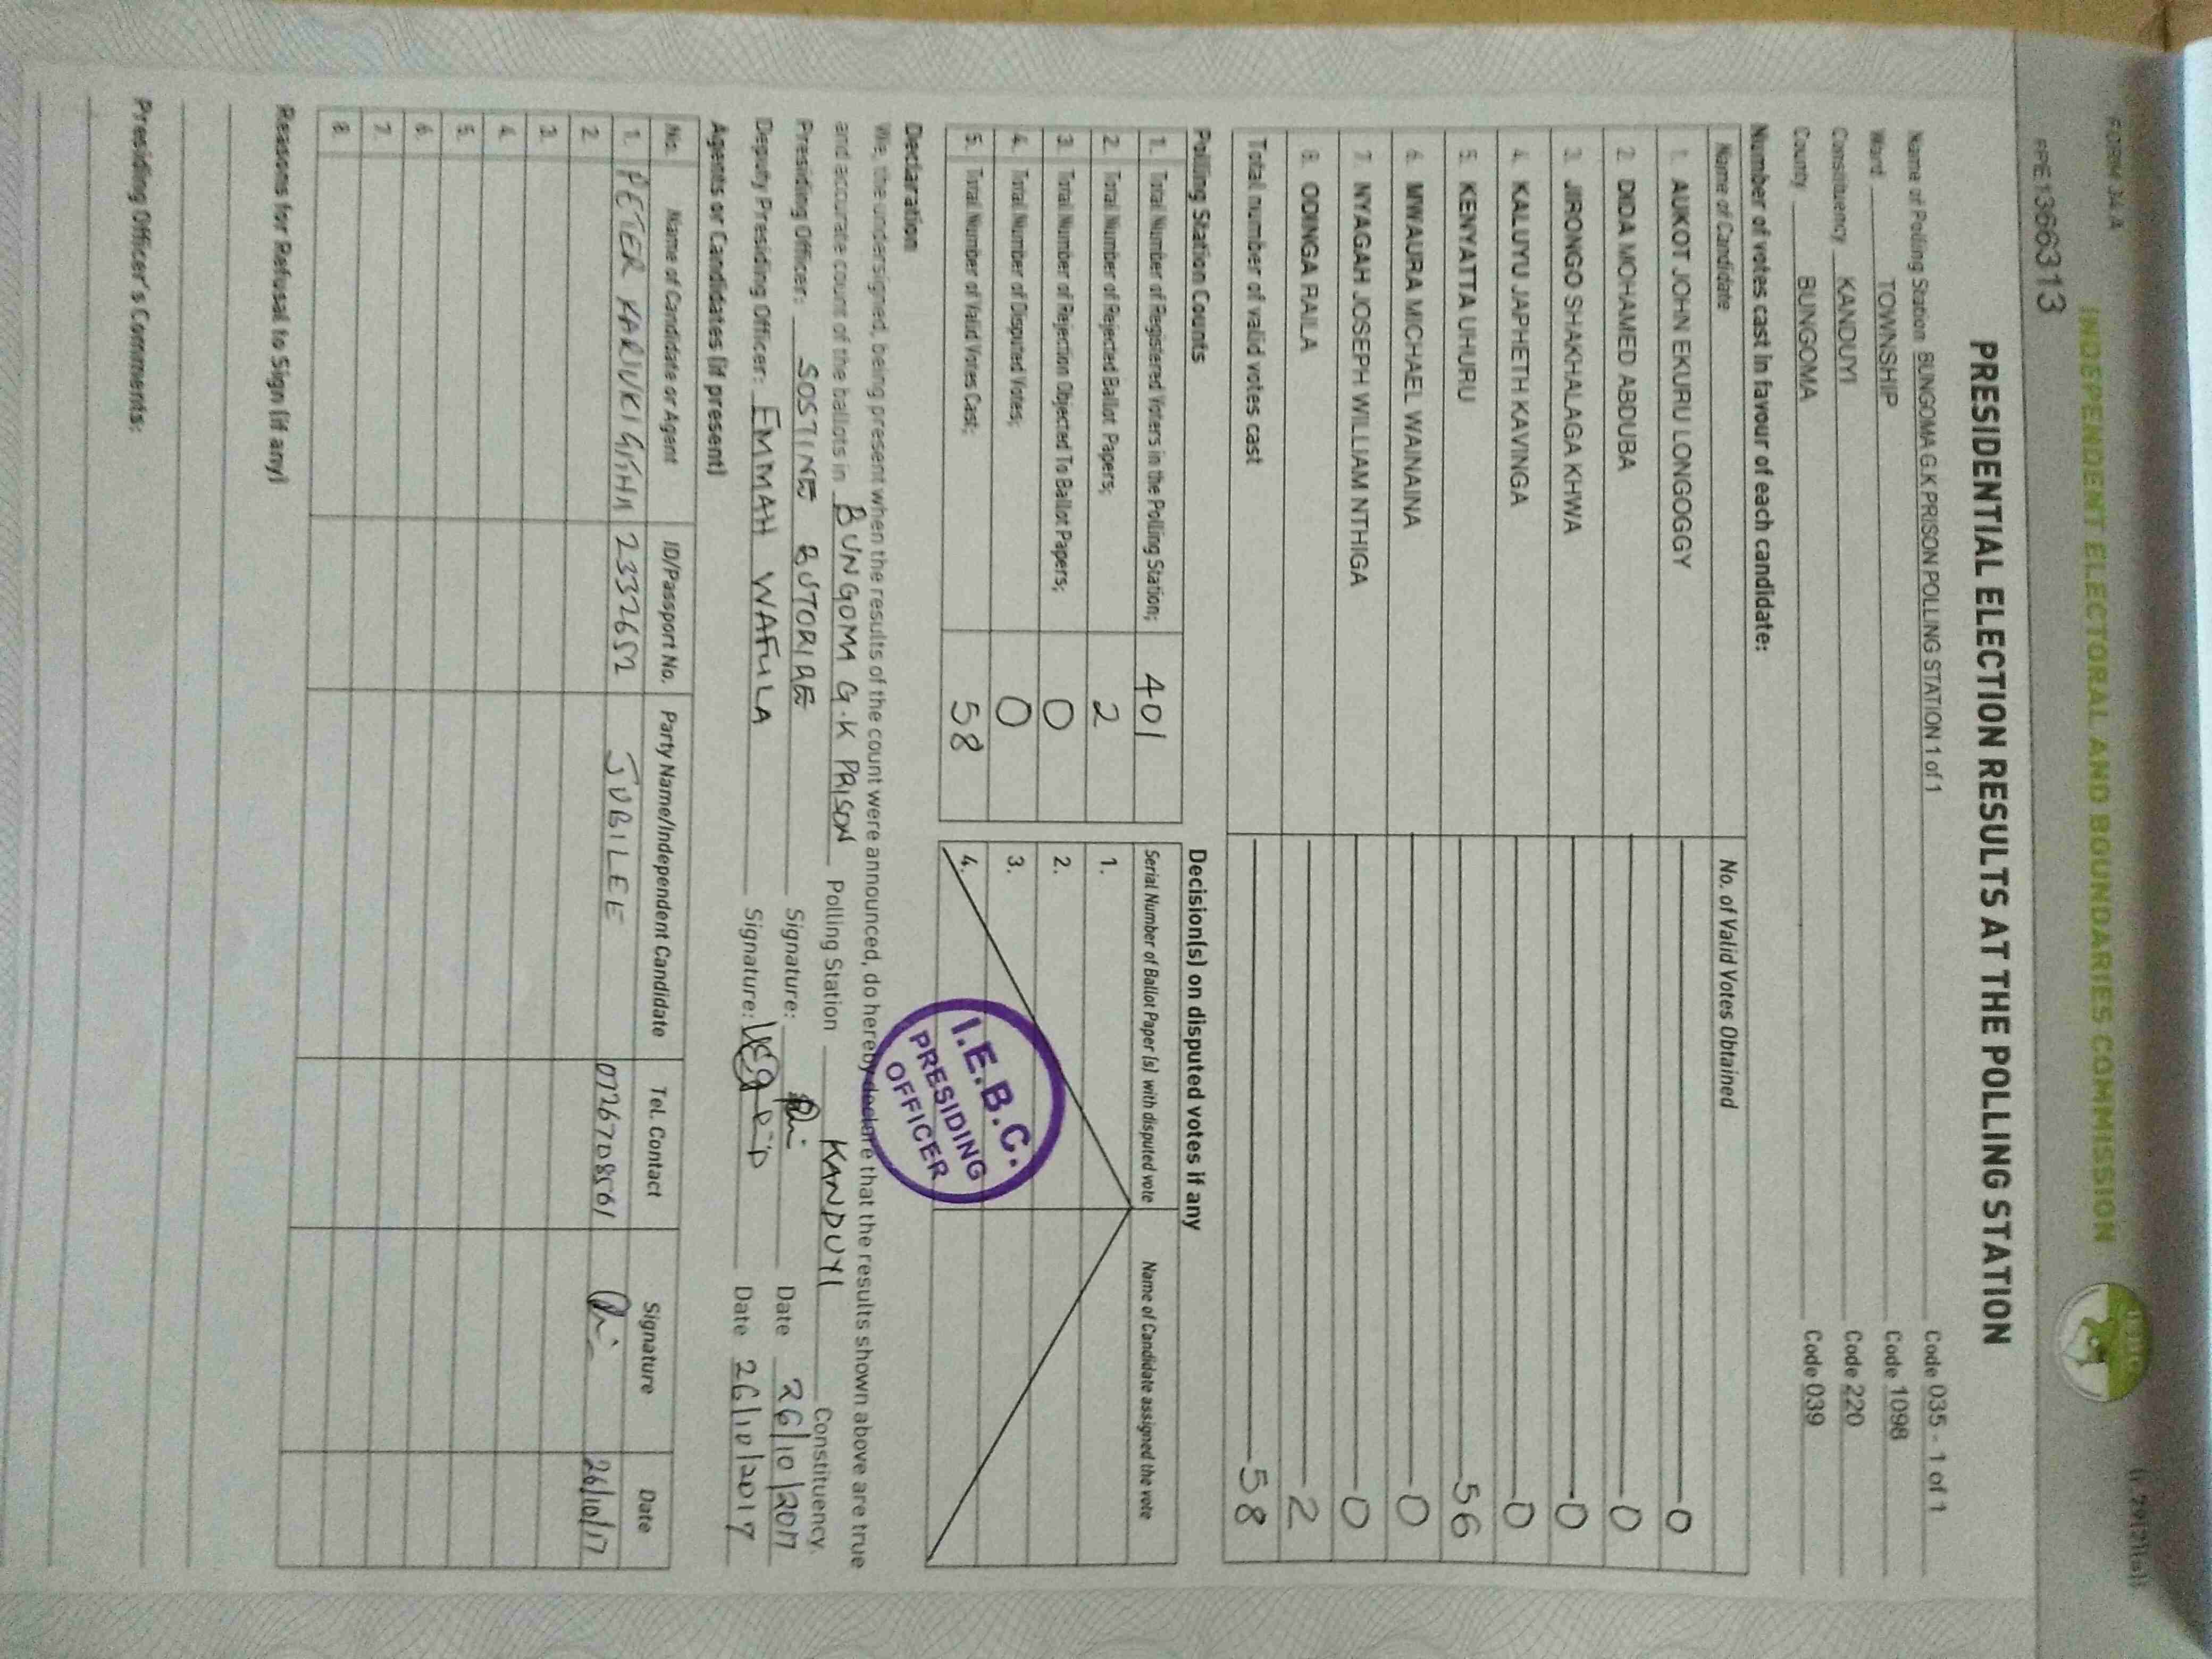 FORM 34 A
INDEPENDENT ELECTORAL AND BOUNDARIES COMMISSION
PPE1366313
PRESIDENTIAL ELECTION RESULTS AT THE POLLING STATION
Name of Polling Station BUNGOMA G.K PRISON POLLING STATION 1 of 1 Code 035 - 1 of 1
Ward TOWNSHIP Code 1098
Constituency KANDUYI Code 220
County BUNGOMA Code 039
Number of votes cast in favour of each candidate:
Name of Candidate No. of Valid Votes Obtained
1. AUKOT JOHN EKURU LONGOGGY 0
2. DIDA MOHAMED ABDUBA 0
3. JIRONGO SHAKHALAGA KHWA 0
4. KALUYU JAPHETH KAVINGA 0
5. KENYATTA UHURU 56
6. MWAURA MICHAEL WAINAINA 0
7. NYAGAH JOSEPH WILLIAM NTHIGA 0
8. ODINGA RAILA 2
Total number of valid votes cast 58
Polling Station Counts
1. Total Number of Registered Voters in the Polling Station; 401
2. Total Number of Rejected Ballot Papers; 2
3. Total Number of Rejection Objected To Ballot Papers; 0
4. Total Number of Disputed Votes; 0
5. Total Number of Valid Votes Cast; 58
Decision(s) on disputed votes if any
Serial Number of Ballot Paper (s) with disputed vote Name of Candidate assigned the vote
1.
2.
3.
4.
I.E.B.C.
PRESIDING
OFFICER
Declaration
We, the undersigned, being present when the results of the count were announced, do hereby declare that the results shown above are true
and accurate count of the ballots in BUNGOMA G.K PRISON Polling Station KANDUYI Constituency.
Presiding Officer: SOSTINE Signature: Date 26/10/2017
Deputy Presiding Officer: EMMAH WAFULA Signature: Date 26/10/2017
Agents or Candidates (if present)
No. Name of Candidate or Agent ID/Passport No. Party Name/Independent Candidate Tel. Contact Signature Date
1. PETER KARIUKI 23372652 JUBILEE 0726708561 26/10/17
2.
3.
4.
5.
6.
7.
8.
Reasons for Refusal to Sign (if any)
Presiding Officer's Comments: